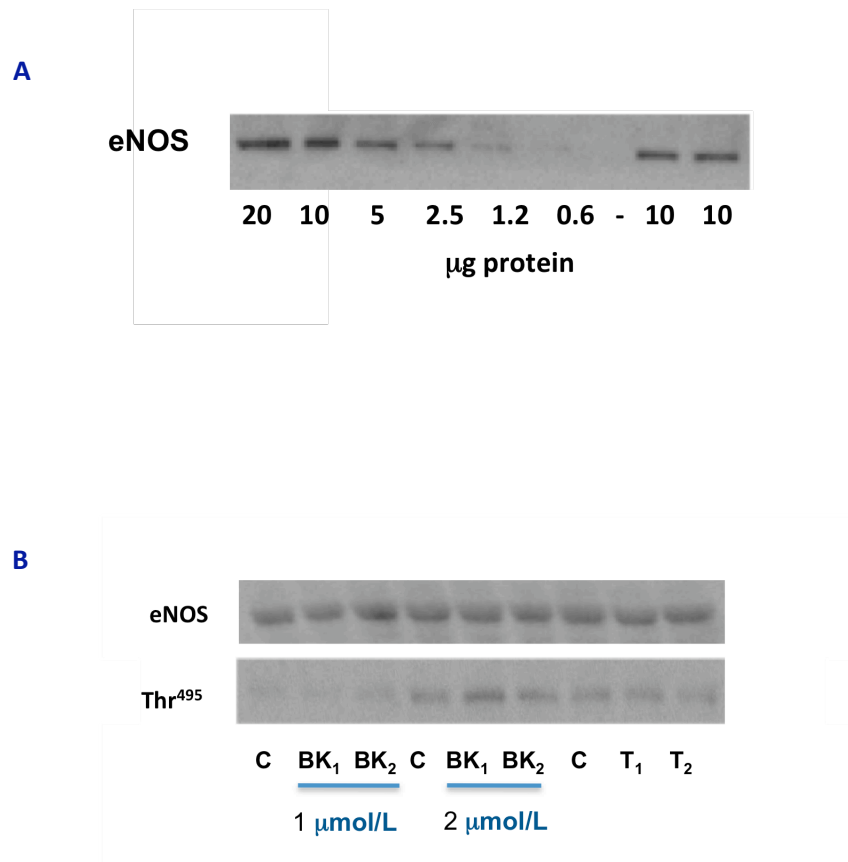 A
eNOS
20 10 5 2.5 1.2 0.6 - 10 10
μg protein
B
eNOS
Thr⁴⁹⁵
C BK₁ BK₂ C BK₁ BK₂ C T₁ T₂
1 μmol/L 2 μmol/L